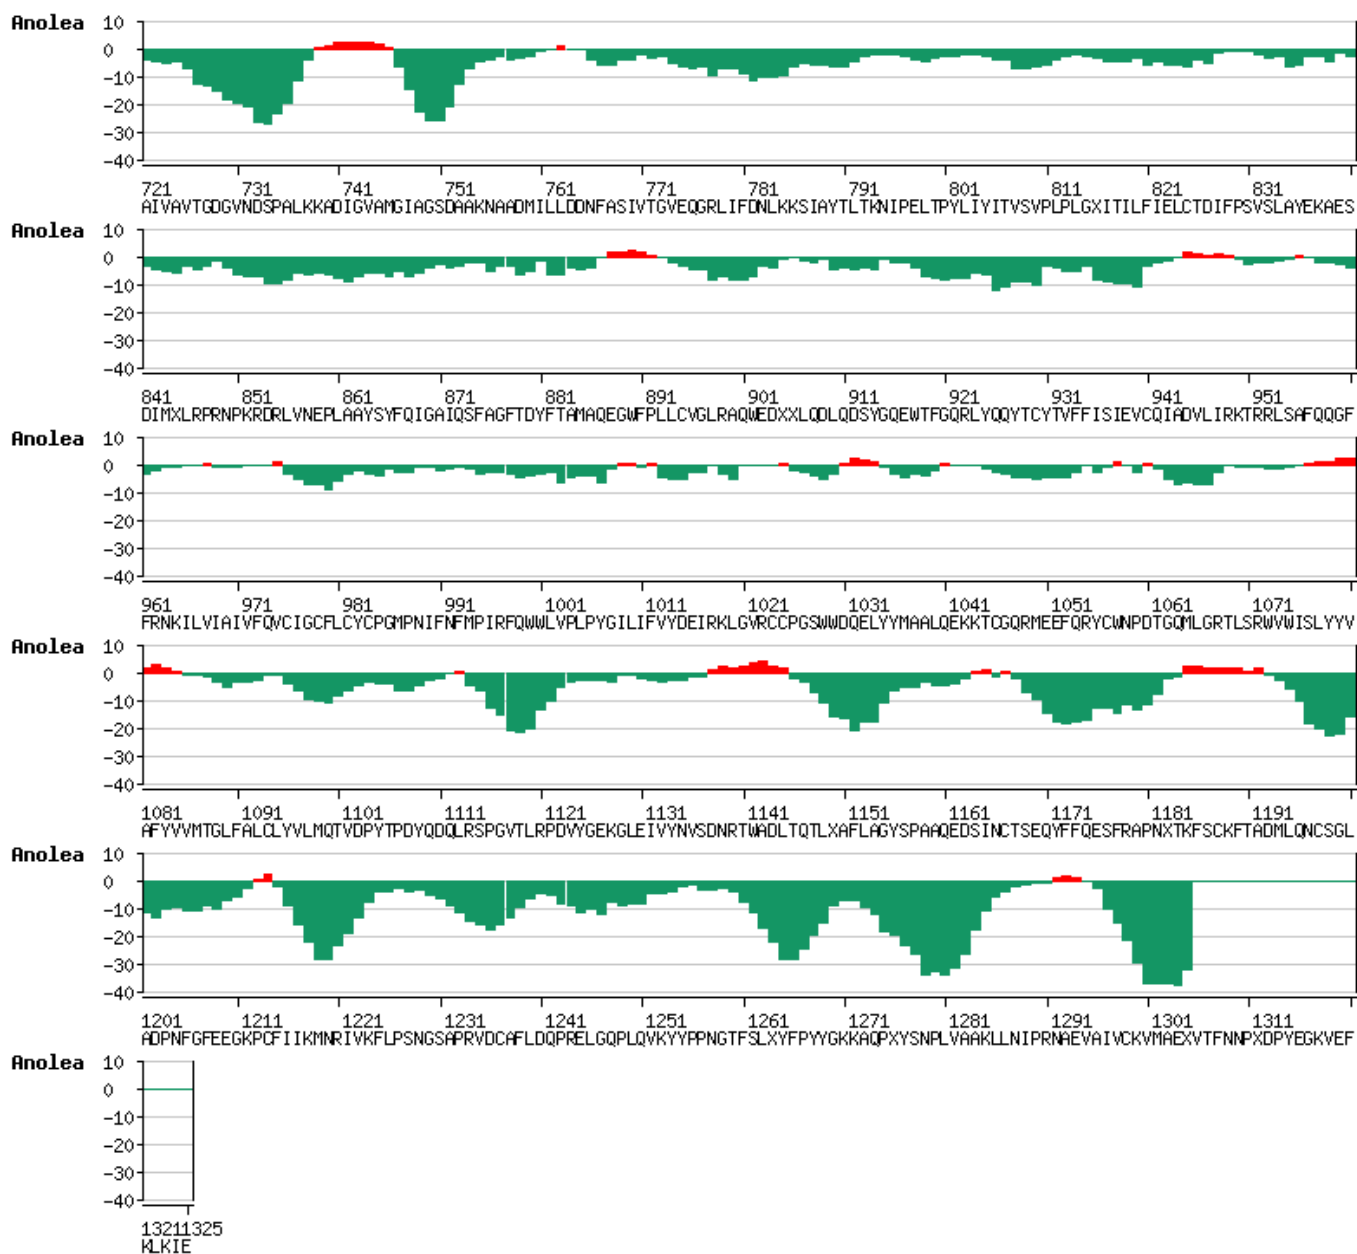 Anolea 10
0
-10
-20
-30
-40
721 731 741 751 761 771 781 791 801 811 821 831
AIVAVTGDGVNDSPALKKADIGVAMGIAGSDAAKNAADMILLDDNFASIVTGVEQGRLIFDNLKKSIAYTLTKNIPELTPYLIYITVSVPLPLGXITILFIELCTDIFPSVSLAYEKAES
Anolea 10
0
-10
-20
-30
-40
841 851 861 871 881 891 901 911 921 931 941 951
DIMXLRPRNPKRDRLVNEPLAAYSYFQIGAIQSFAGFTDYFTAMAQEGWFPLLCVGLRAQWEDXXLQDLQDSYGQEWTFGQRLYQQYTCYTVFFISIEVCQIADVLIRKTRRLSAFQQGF
Anolea 10
0
-10
-20
-30
-40
961 971 981 991 1001 1011 1021 1031 1041 1051 1061 1071
FRNKILVIAIVFQVCIGCFLCYCPGMPNIFNFMPIRFQWWLVPLPYGILIFVYDEIRKLGVRCCPGSWWDQELYYMAALQEKKTCGQRMEEFQRYCWNPDTGQMLGRTLSRWVWISLYYV
Anolea 10
0
-10
-20
-30
-40
1081 1091 1101 1111 1121 1131 1141 1151 1161 1171 1181 1191
AFYVVMTGLFALCLYVLMQTVDPYTPDYQDQLRSPGVTLRPDVYGEKGLEIVYNVSDNRTWADLTQTLXAFLAGYSPAAQEDSINCTSEQYFFQESFRAPNXTKFSCKFTADMLQNCSGL
Anolea 10
0
-10
-20
-30
-40
1201 1211 1221 1231 1241 1251 1261 1271 1281 1291 1301 1311
ADPNFGFEEGKPCFIIKMNRIVKFLPSNGSAPRVDCAFLDQPRELGQPLQVKYYPPNGTFSLXYFPYYGKKAQPXYSNPLVAAKLLNIPRNAEVAIVCKVMAEXVTFNNPXDPYEGKVEF
Anolea 10
0
-10
-20
-30
-40
13211325
KLKIE